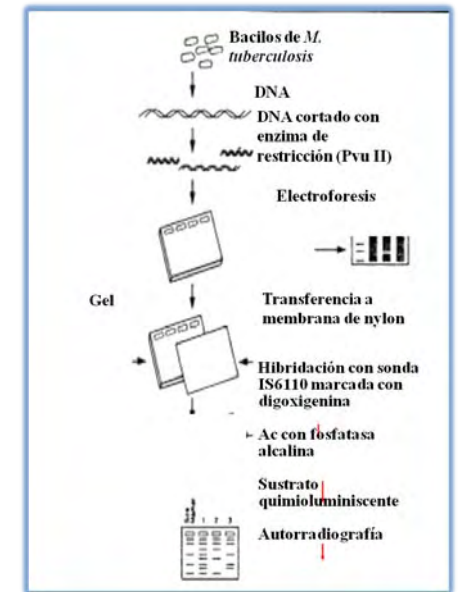 Bacilos de M.
tuberculosis
DNA
DNA cortado con
enzima de
restricción (Pvu II)
Electroforesis
Gel
Transferencia a
membrana de nylon
Hibridación con sonda
IS6110 marcada con
digoxigenina
Ac con fosfatasa
alcalina
Sustrato
quimioluminiscente
Autorradiografía
1 2 3